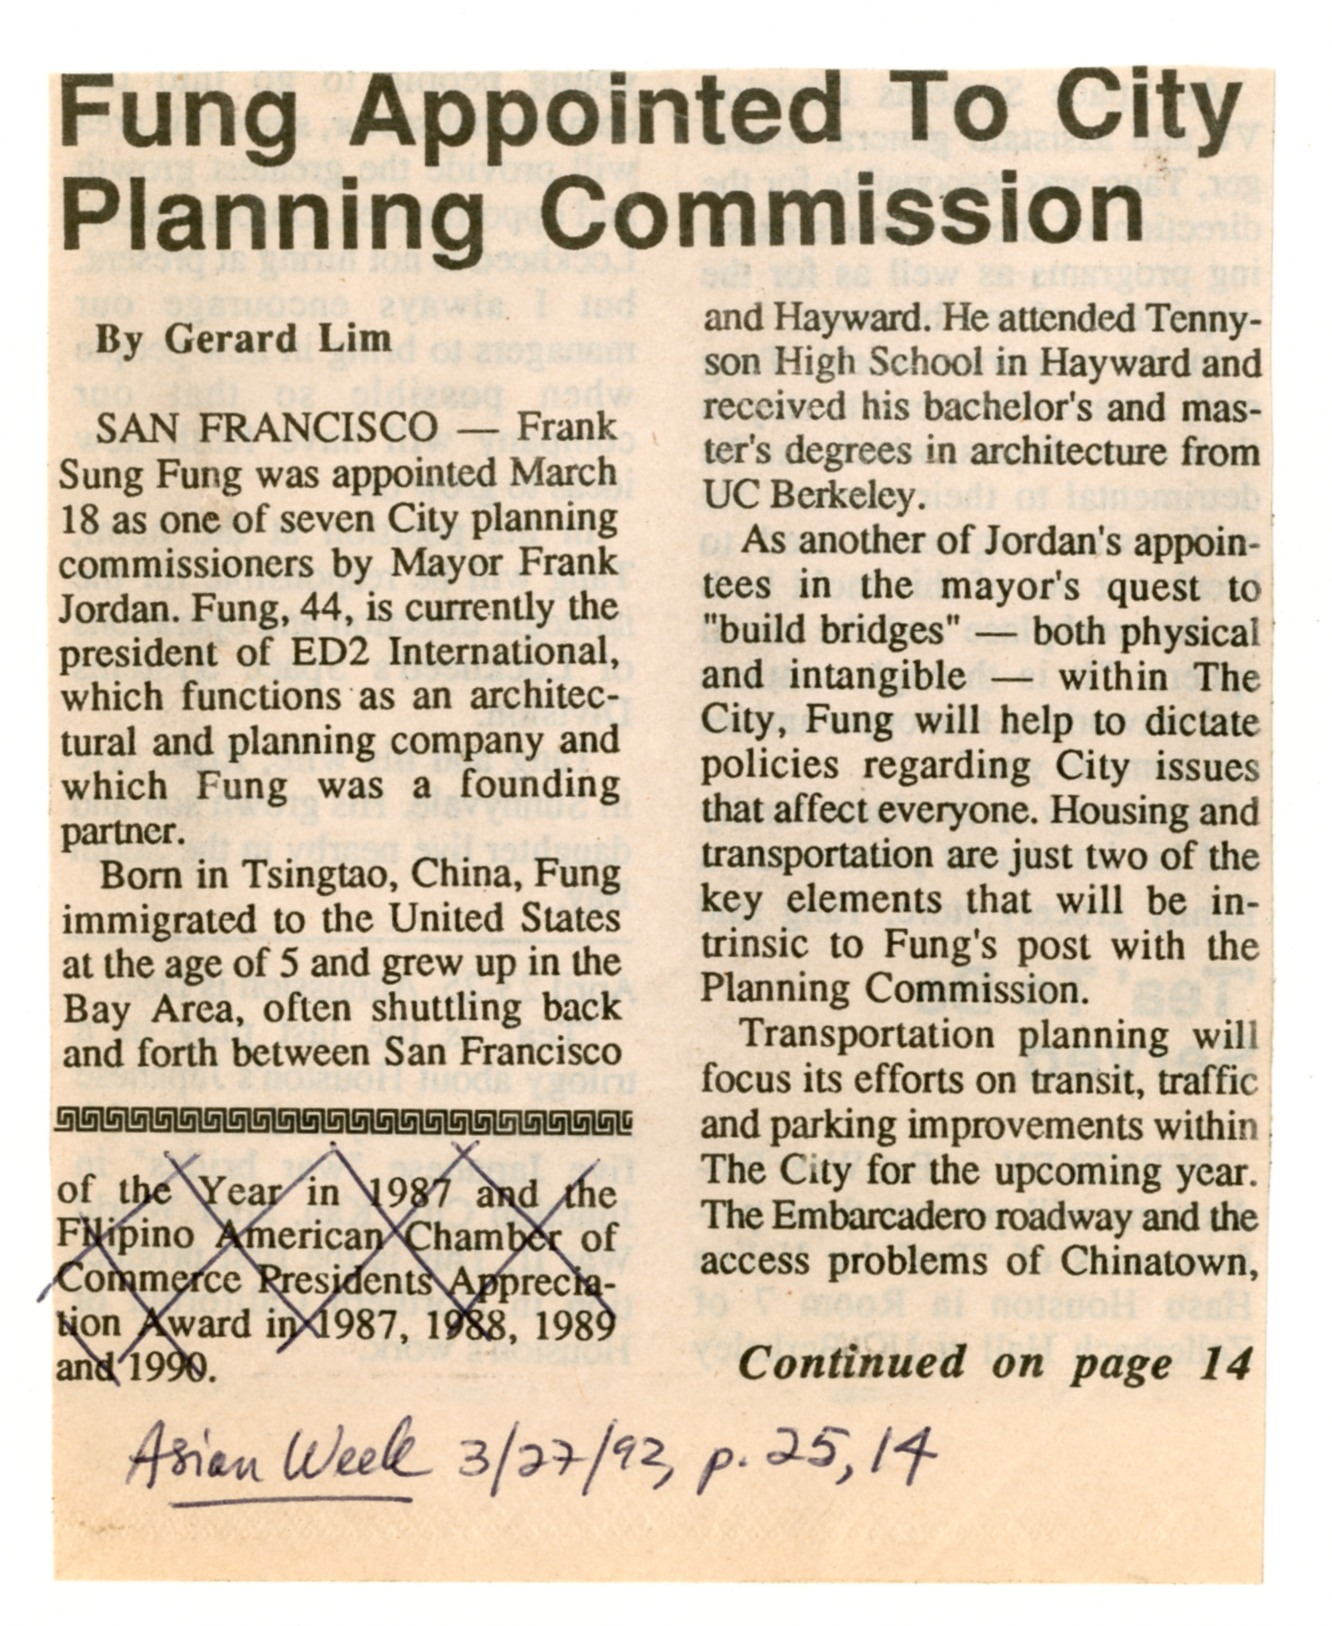 Fung Appointed To City
Planning Commission
By Gerard Lim
SAN FRANCISCO — Frank
Sung Fung was appointed March
18 as one of seven City planning
commissioners by Mayor Frank
Jordan. Fung, 44, is currently the
president of ED2 International,
which functions as an architec-
tural and planning company and
which Fung was a founding
partner.
Born in Tsingtao, China, Fung
immigrated to the United States
at the age of 5 and grew up in the
Bay Area, often shuttling back
and forth between San Francisco
and Hayward. He attended Tenny-
son High School in Hayward and
received his bachelor's and mas-
ter's degrees in architecture from
UC Berkeley.
As another of Jordan's appoin-
tees in the mayor's quest to
"build bridges" — both physical
and intangible — within The
City, Fung will help to dictate
policies regarding City issues
that affect everyone. Housing and
transportation are just two of the
key elements that will be in-
trinsic to Fung's post with the
Planning Commission.
Transportation planning will
focus its efforts on transit, traffic
and parking improvements within
The City for the upcoming year.
The Embarcadero roadway and the
access problems of Chinatown,
Continued on page 14
of the Year in 1987 and the
Filipino American Chamber of
Commerce Presidents Apprecia-
tion Award in 1987, 1988, 1989
and 1990.
Asian Week 3/27/92, p. 25, 14